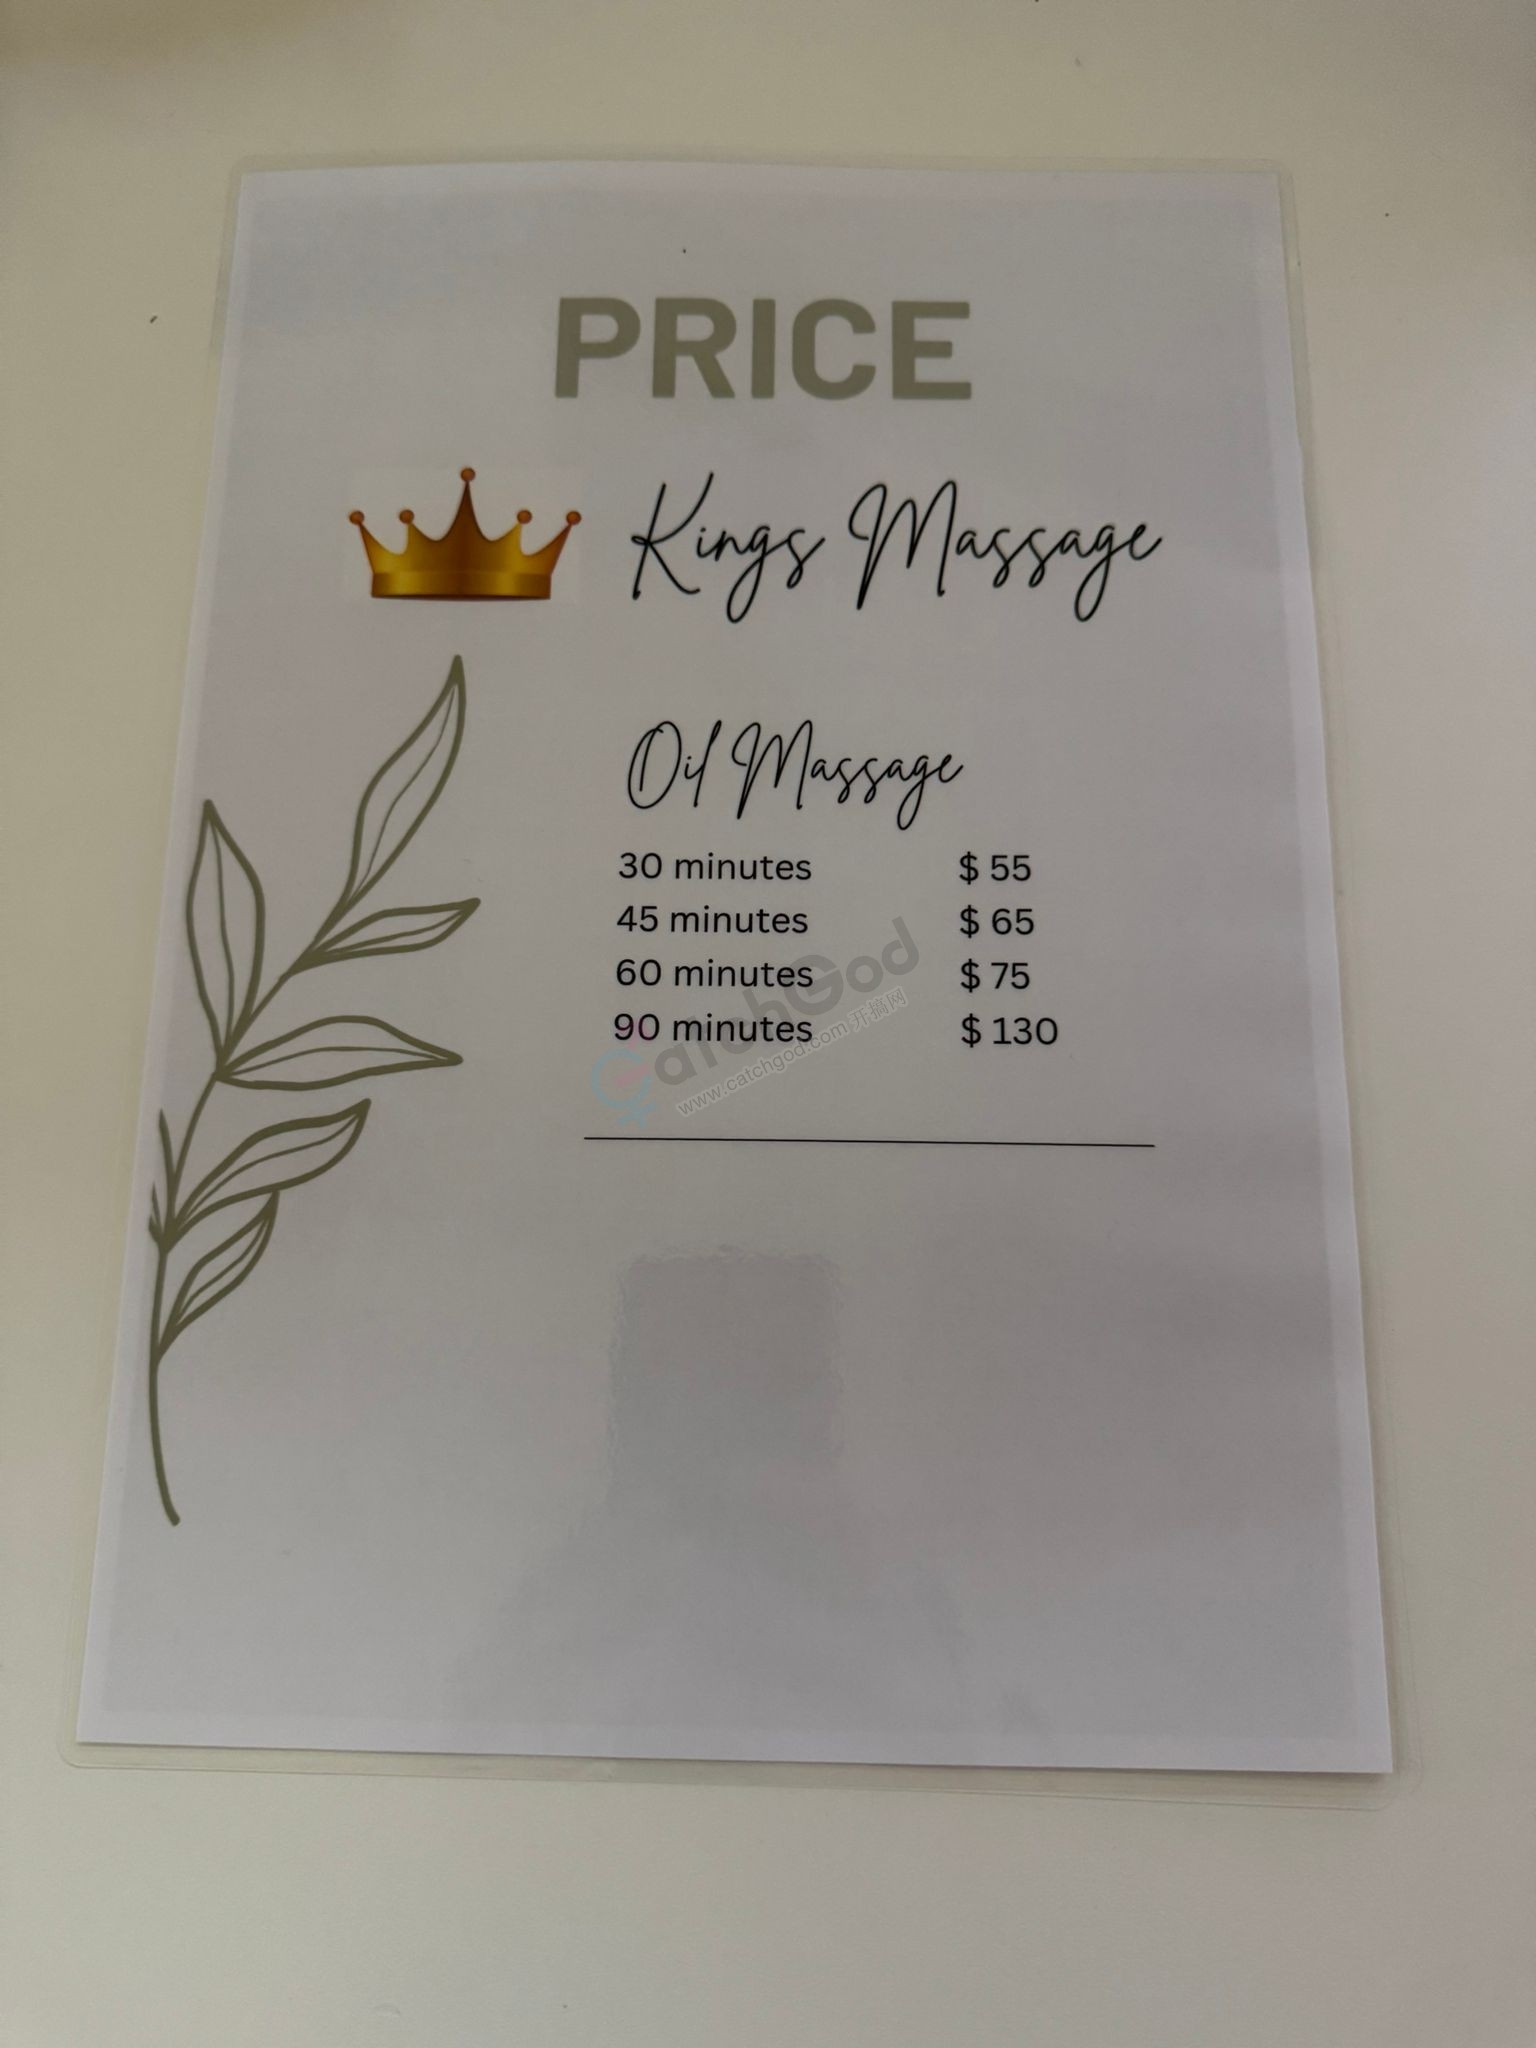 PRICE
Kings Massage
Oil Massage
30 minutes $ 55
45 minutes $ 65
60 minutes $ 75
90 minutes $ 130
CatchGod
www.catchgod.com 开搞网